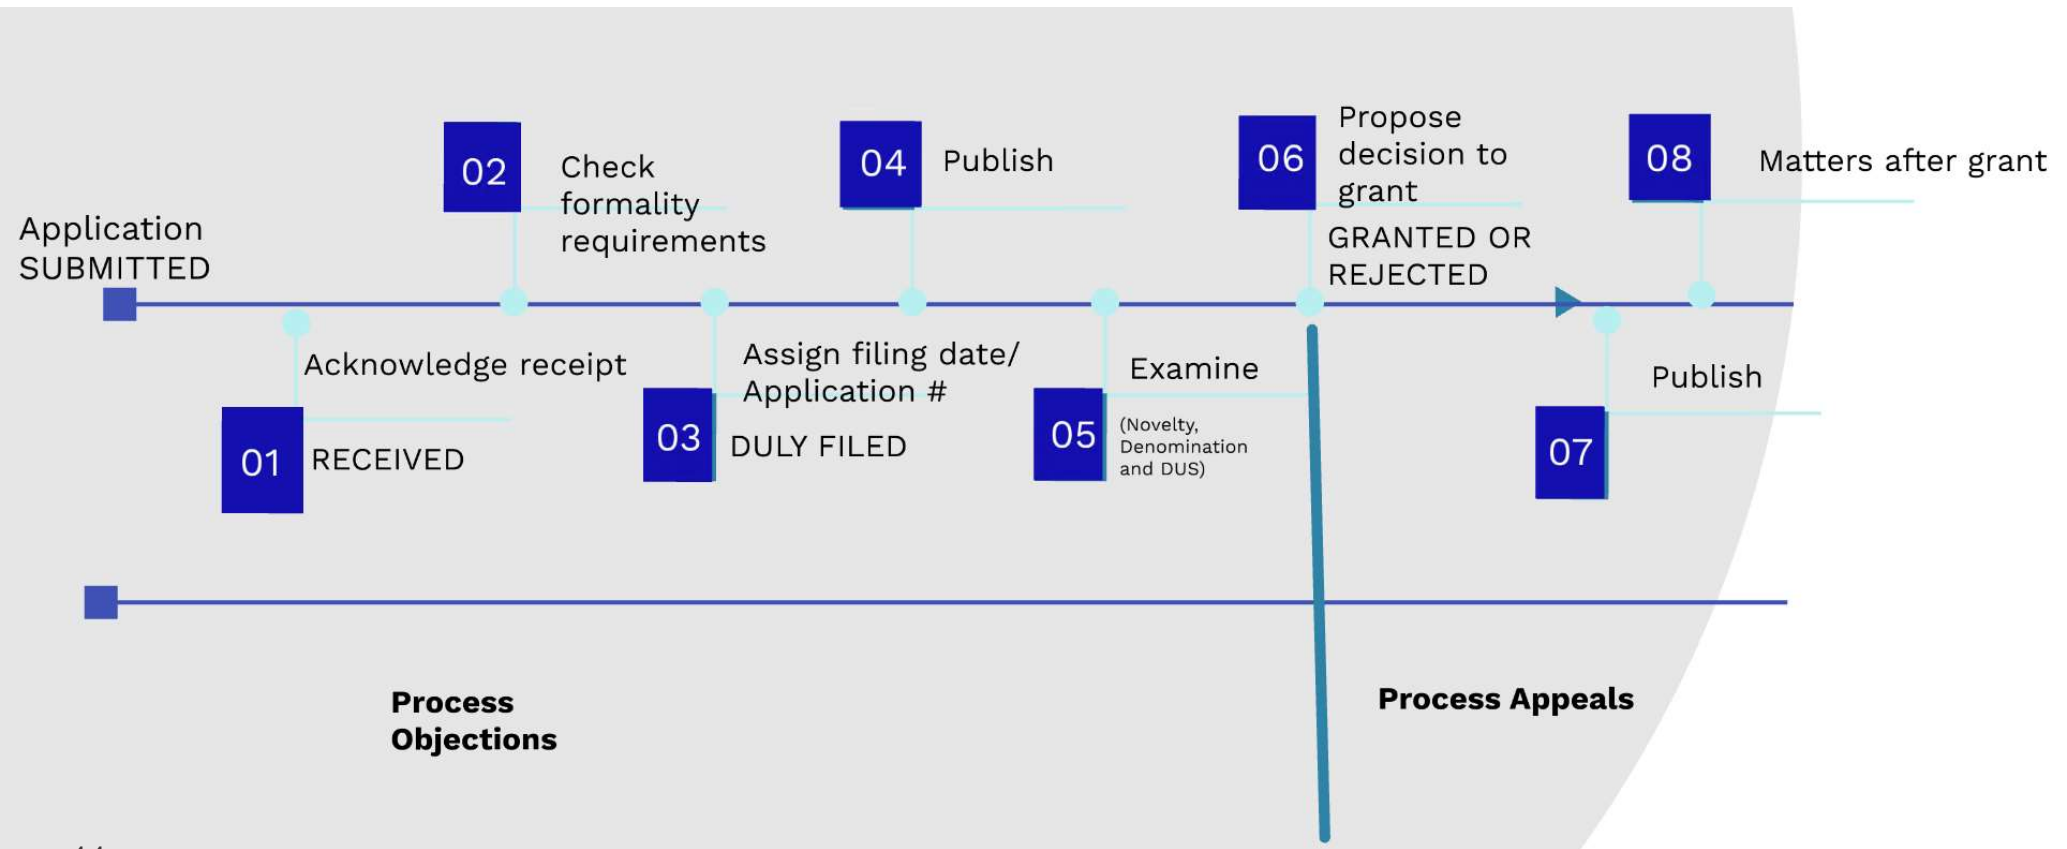 Application
SUBMITTED
01
Acknowledge receipt
RECEIVED
02
Check
formality
requirements
03
Assign filing date/
Application #
DULY FILED
04
Publish
05
Examine
(Novelty,
Denomination
and DUS)
06
Propose
decision to
grant
GRANTED OR
REJECTED
07
Publish
08
Matters after grant
Process
Objections
Process Appeals